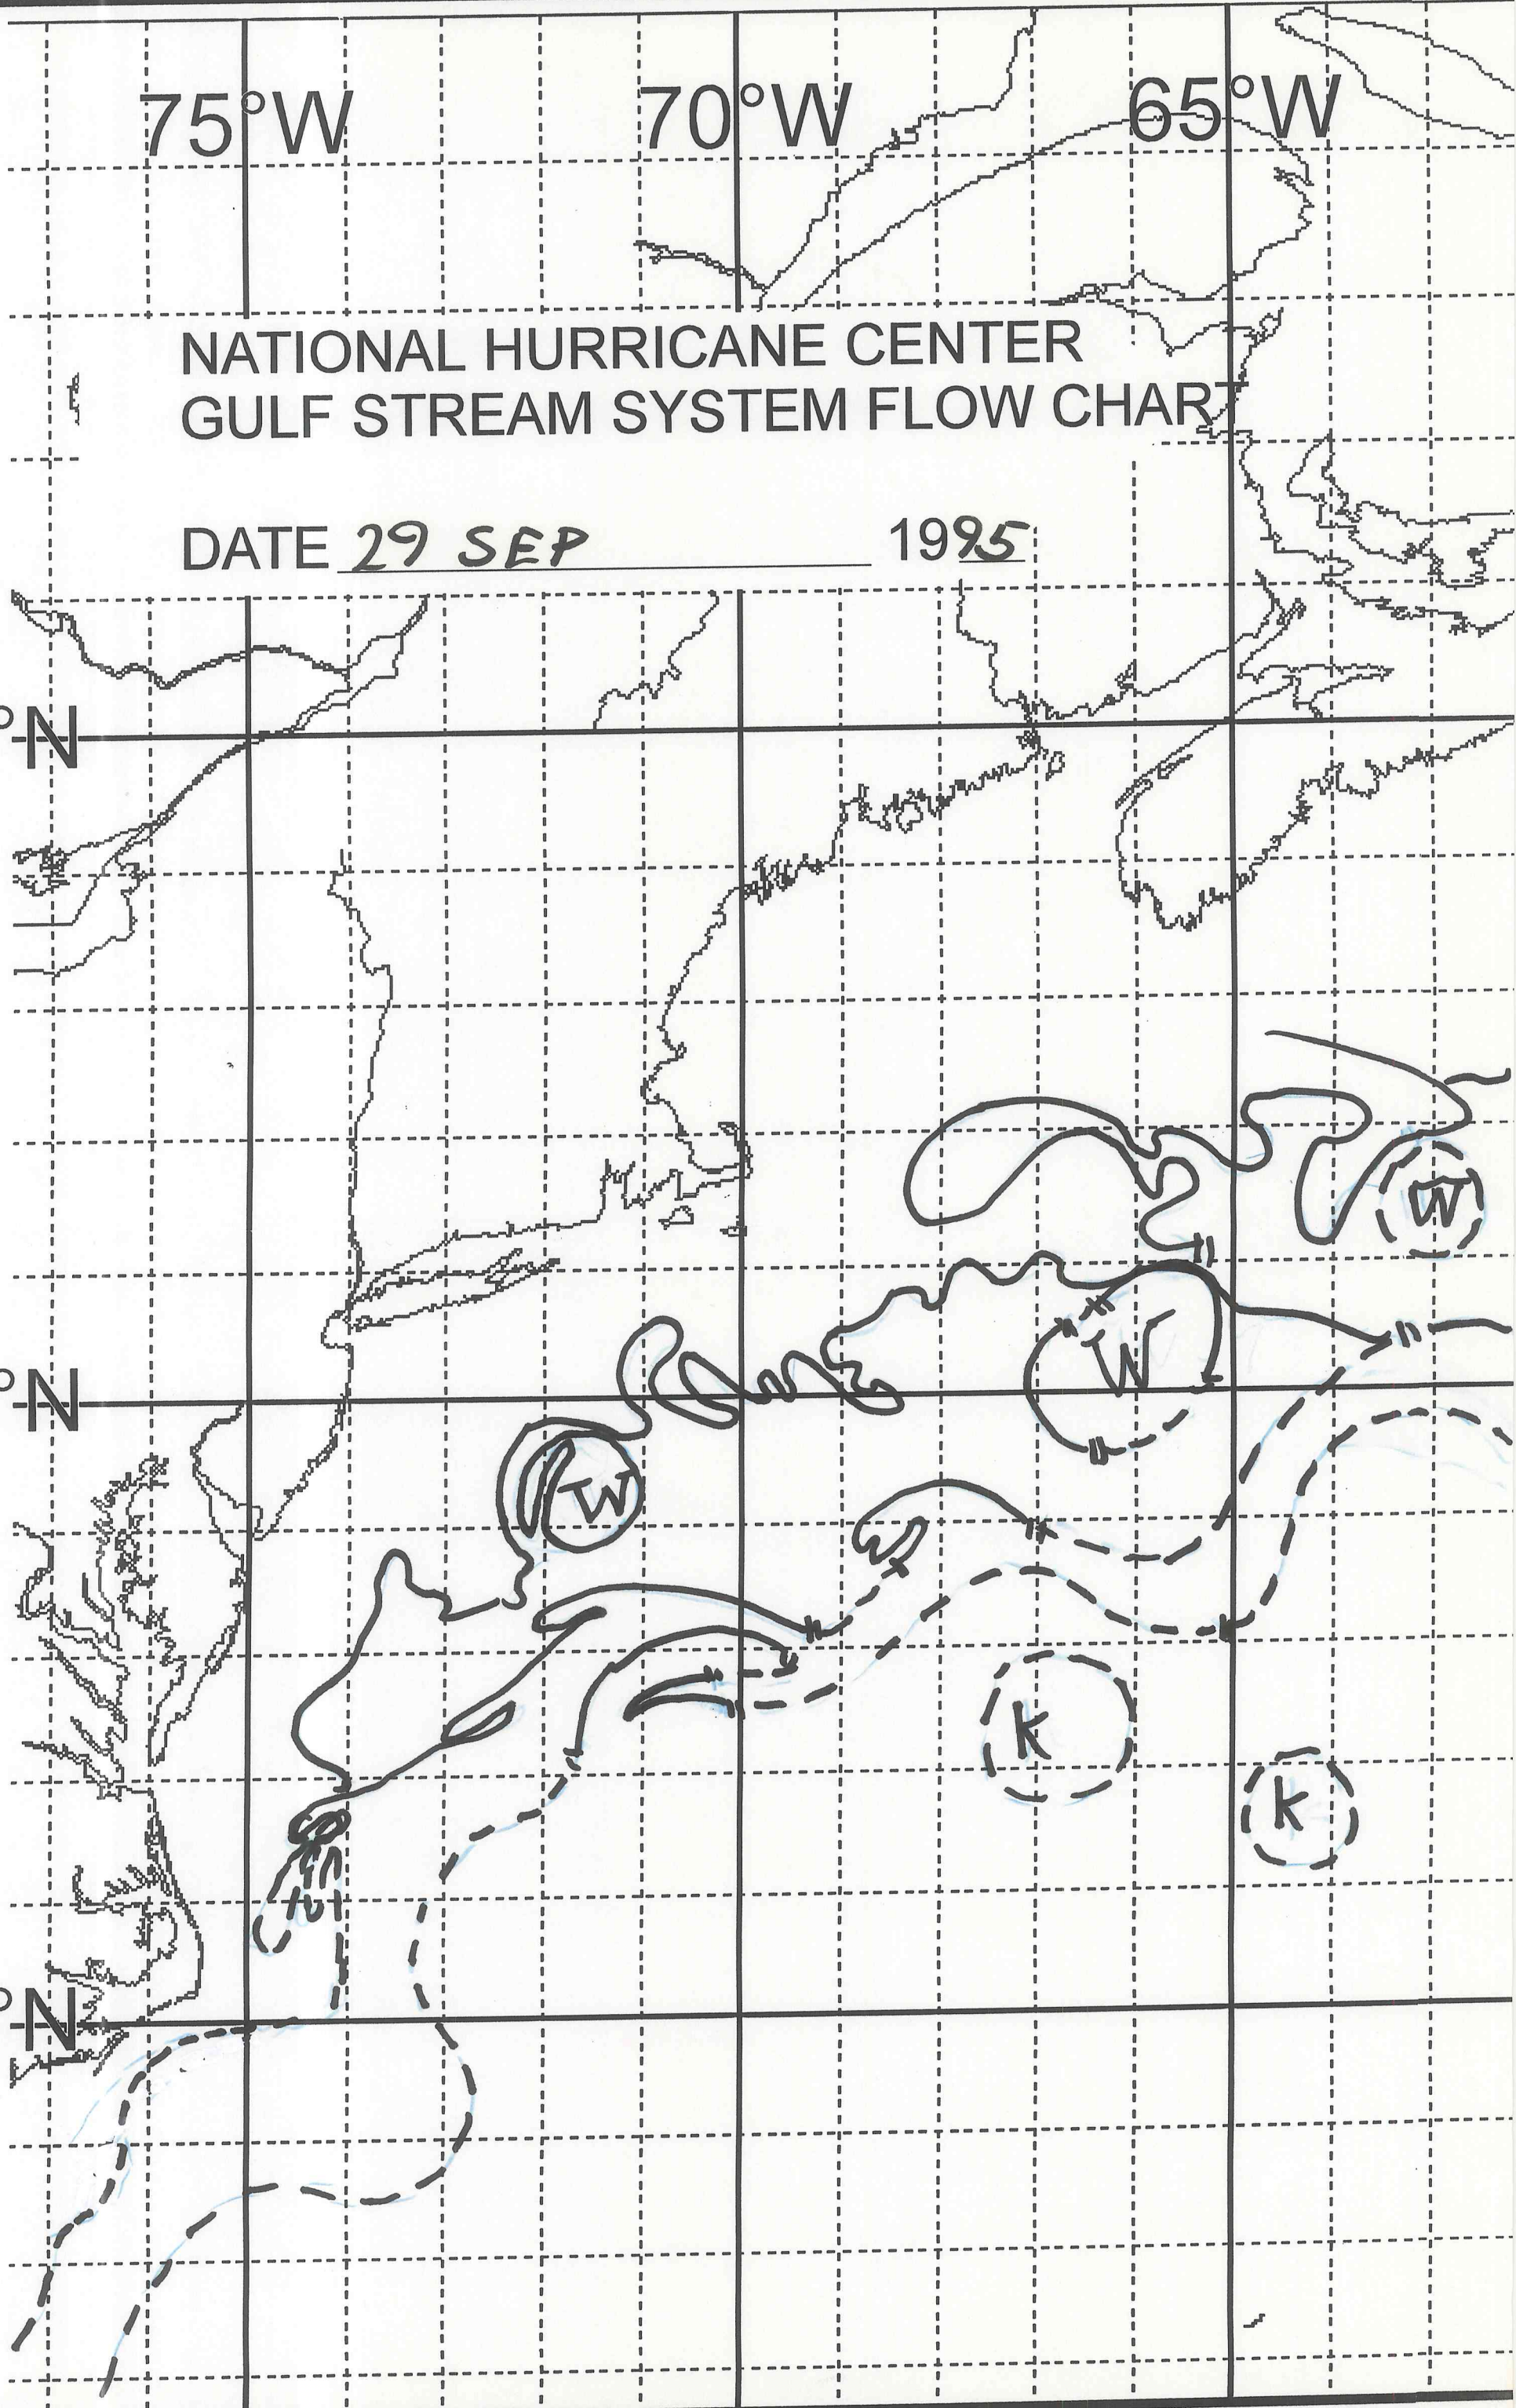 75°W 70°W 65°W
NATIONAL HURRICANE CENTER
GULF STREAM SYSTEM FLOW CHART
DATE 29 SEP 1995
°N
W
°N
W
W
K
K
°N